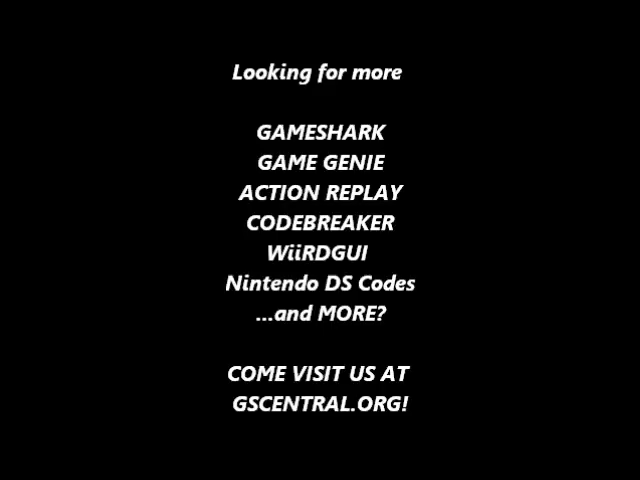 Looking for more
GAMESHARK
GAME GENIE
ACTION REPLAY
CODEBREAKER
WiiRDGUI
Nintendo DS Codes
...and MORE?
COME VISIT US AT
GSCENTRAL.ORG!